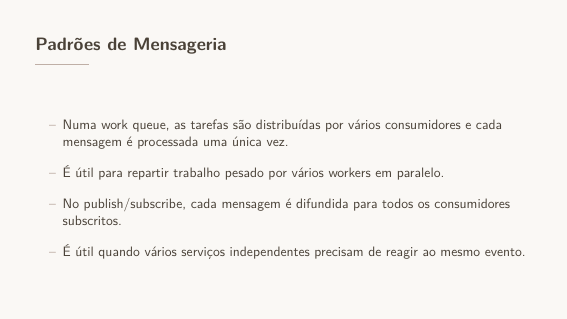 Padrões de Mensageria
– Numa work queue, as tarefas são distribuídas por vários consumidores e cada
mensagem é processada uma única vez.
– É útil para repartir trabalho pesado por vários workers em paralelo.
– No publish/subscribe, cada mensagem é difundida para todos os consumidores
subscritos.
– É útil quando vários serviços independentes precisam de reagir ao mesmo evento.